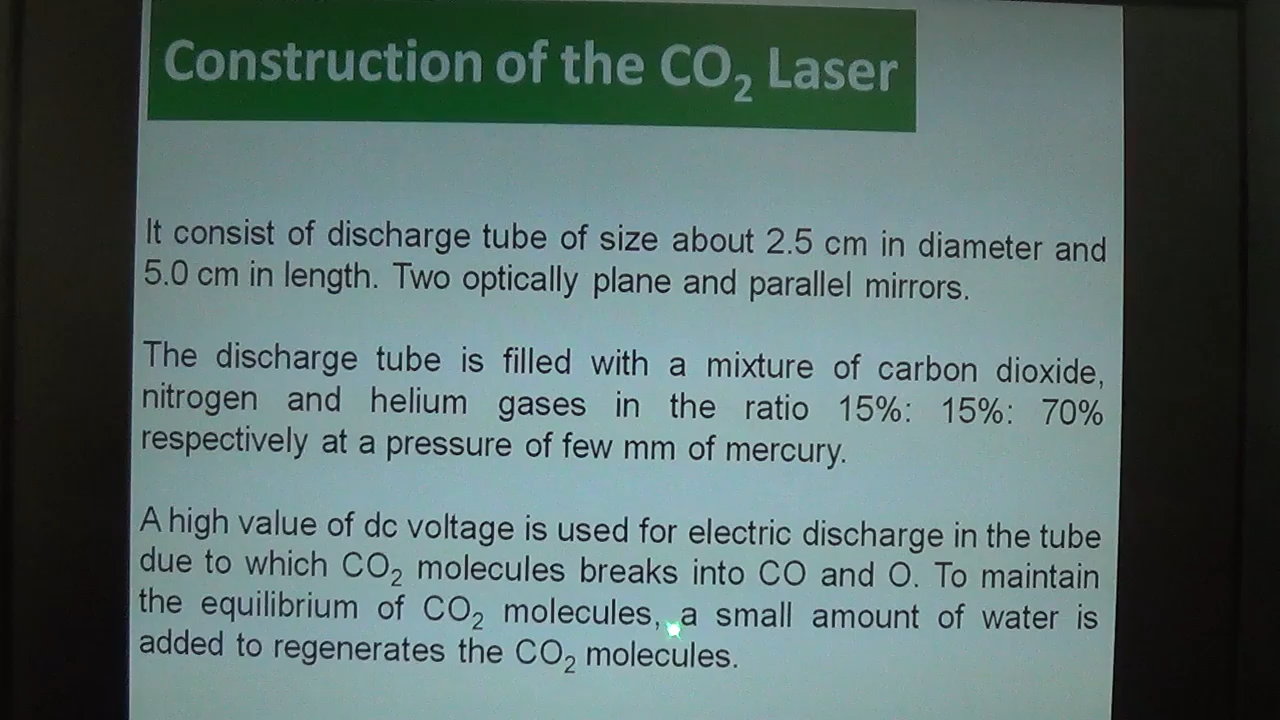 Construction of the CO₂ Laser
It consist of discharge tube of size about 2.5 cm in diameter and
5.0 cm in length. Two optically plane and parallel mirrors.
The discharge tube is filled with a mixture of carbon dioxide,
nitrogen and helium gases in the ratio 15%: 15%: 70%
respectively at a pressure of few mm of mercury.
A high value of dc voltage is used for electric discharge in the tube
due to which CO₂ molecules breaks into CO and O. To maintain
the equilibrium of CO₂ molecules, a small amount of water is
added to regenerates the CO₂ molecules.